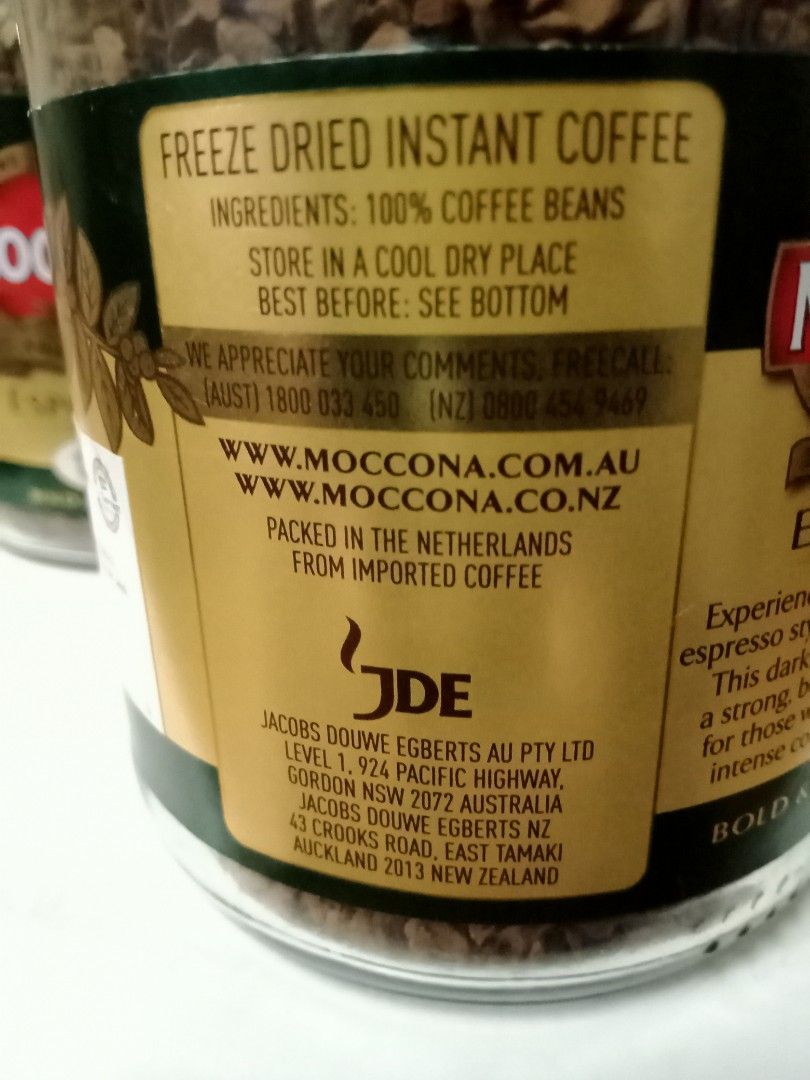 FREEZE DRIED INSTANT COFFEE
INGREDIENTS: 100% COFFEE BEANS
STORE IN A COOL DRY PLACE
BEST BEFORE: SEE BOTTOM
WE APPRECIATE YOUR COMMENTS, FREECALL:
(AUST) 1800 033 450 (NZ) 0800 454 9469
WWW.MOCCONA.COM.AU
WWW.MOCCONA.CO.NZ
PACKED IN THE NETHERLANDS
FROM IMPORTED COFFEE
JDE
JACOBS DOUWE EGBERTS AU PTY LTD
LEVEL 1, 924 PACIFIC HIGHWAY,
GORDON NSW 2072 AUSTRALIA
JACOBS DOUWE EGBERTS NZ
43 CROOKS ROAD, EAST TAMAKI
AUCKLAND 2013 NEW ZEALAND
espresso
This dark
a strong,
for those
intense
BOLD